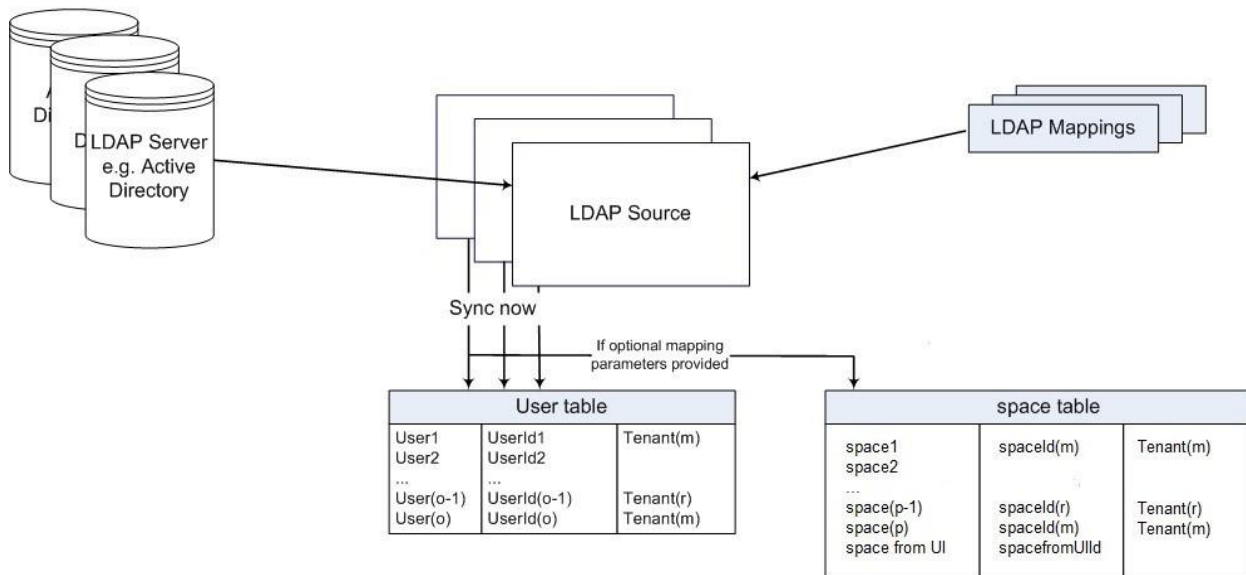 A
Di
D
LDAP Server
e.g. Active
Directory
LDAP Source
LDAP Mappings
Sync now
If optional mapping
parameters provided
User table
User1 UserId1 Tenant(m)
User2 UserId2
... ...
User(o-1) UserId(o-1) Tenant(r)
User(o) UserId(o) Tenant(m)
space table
space1 spaceId(m) Tenant(m)
space2
...
space(p-1) spaceId(r) Tenant(r)
space(p) spaceId(m) Tenant(m)
space from UI spacefromUIId